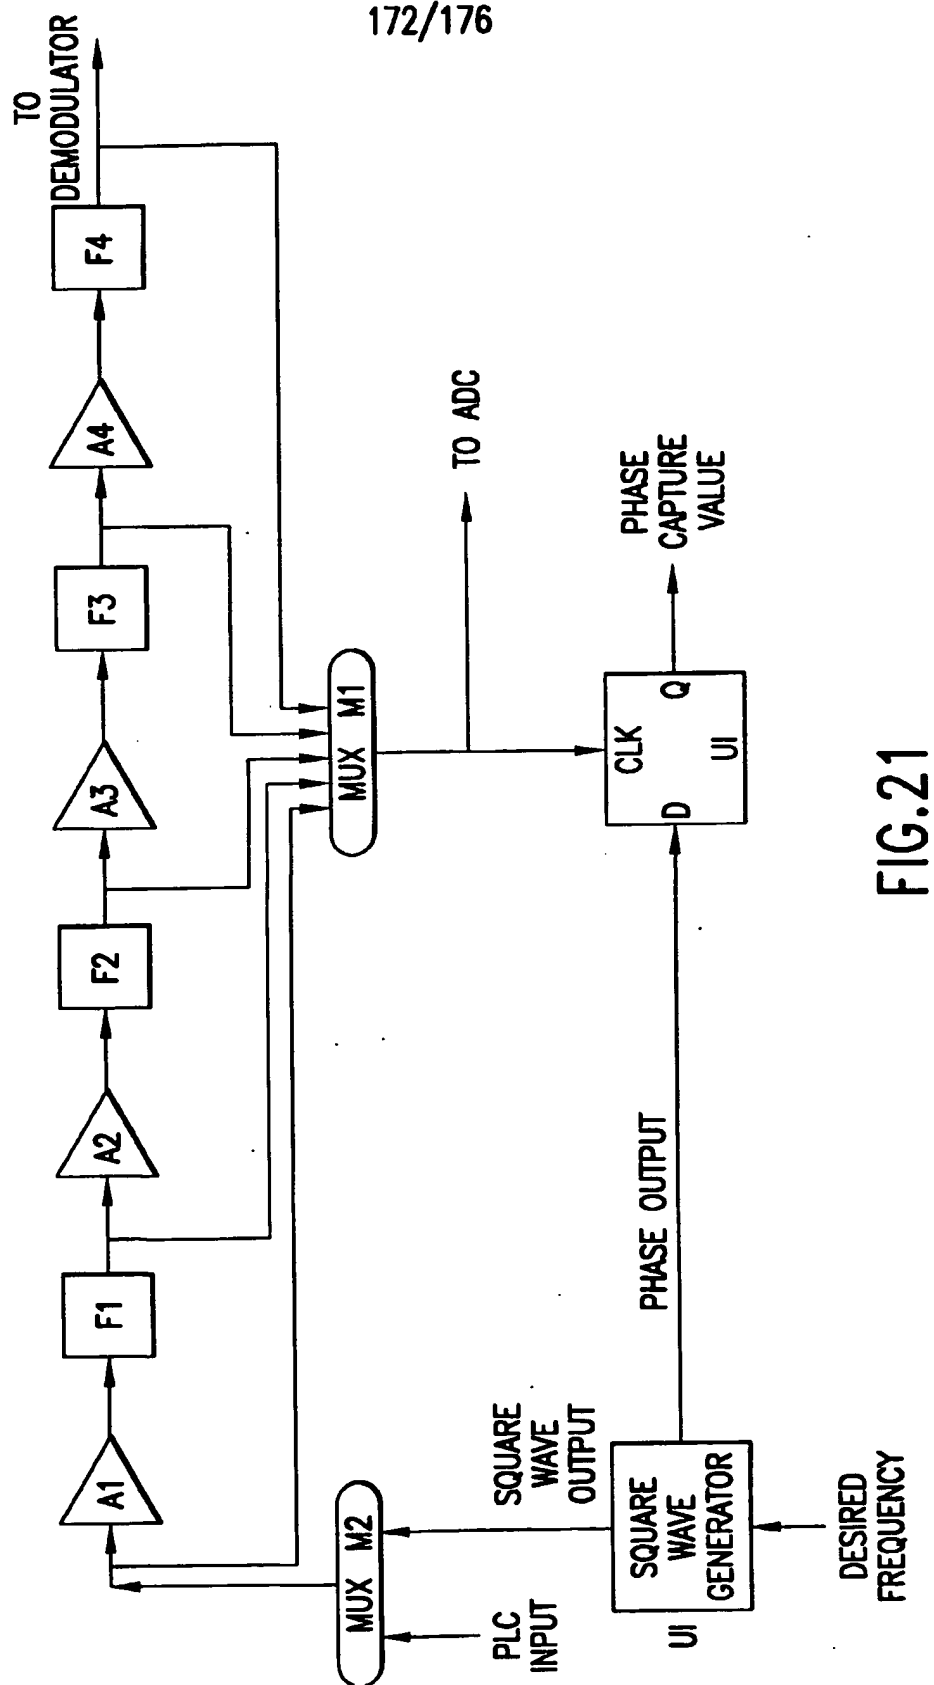 172/176
TO
DEMODULATOR
A1
F1
A2
F2
A3
F3
A4
F4
MUX M2
PLC
INPUT
SQUARE
WAVE
OUTPUT
MUX M1
TO ADC
SQUARE
WAVE
GENERATOR
UI
DESIRED
FREQUENCY
PHASE OUTPUT
D
CLK
Q
UI
PHASE
CAPTURE
VALUE
FIG.21